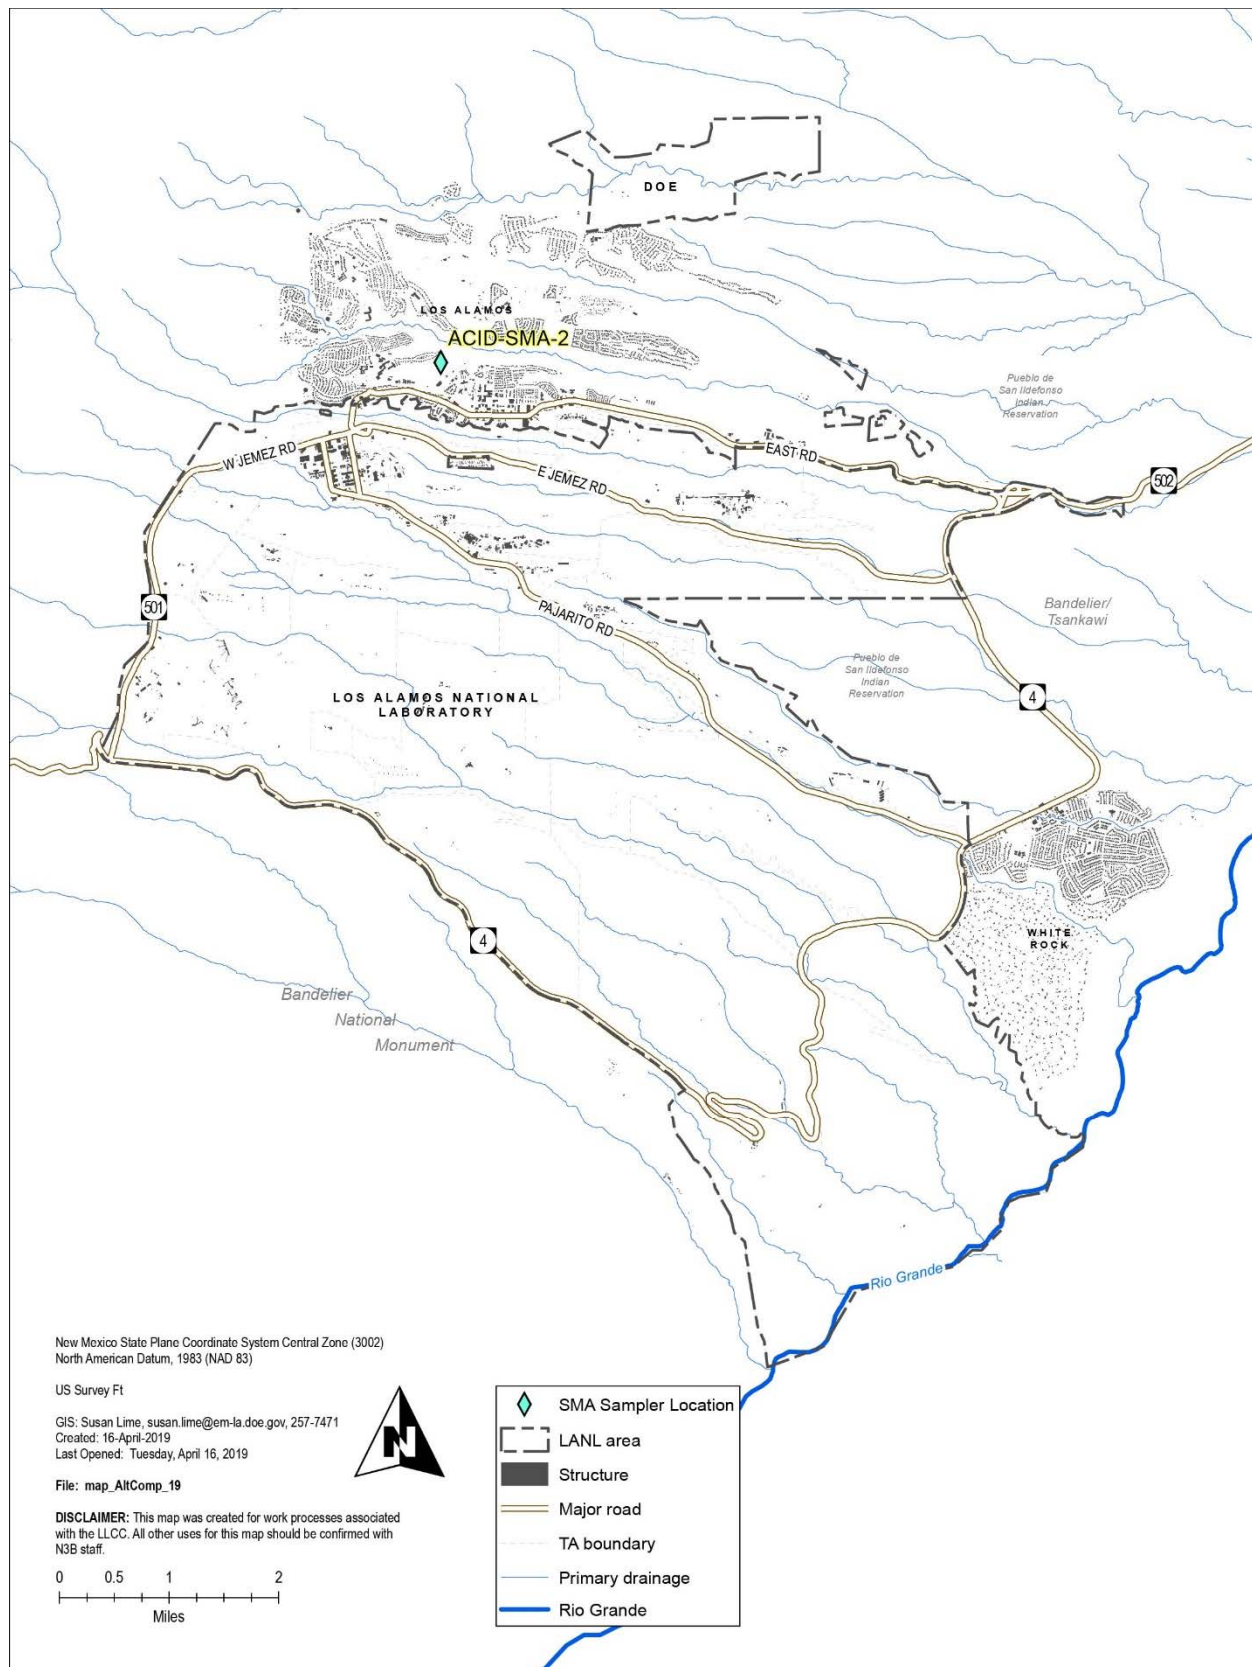 DOE
LOS ALAMOS
ACID-SMA-2
Pueblo de
San Ildefonso
Indian
Reservation
W JEMEZ RD
EAST RD
E JEMEZ RD
502
501
PAJARITO RD
Bandelier/
Tsankawi
Pueblo de
San Ildefonso
Indian
Reservation
LOS ALAMOS NATIONAL
LABORATORY
4
4
WHITE
ROCK
Bandelier
National
Monument
Rio Grande
New Mexico State Plane Coordinate System Central Zone (3002)
North American Datum, 1983 (NAD 83)
US Survey Ft
GIS: Susan Lime, susan.lime@em-la.doe.gov, 257-7471
Created: 16-April-2019
Last Opened: Tuesday, April 16, 2019
File: map_AltComp_19
DISCLAIMER: This map was created for work processes associated
with the LLCC. All other uses for this map should be confirmed with
N3B staff.
0 0.5 1 2
Miles
N
SMA Sampler Location
LANL area
Structure
Major road
TA boundary
Primary drainage
Rio Grande